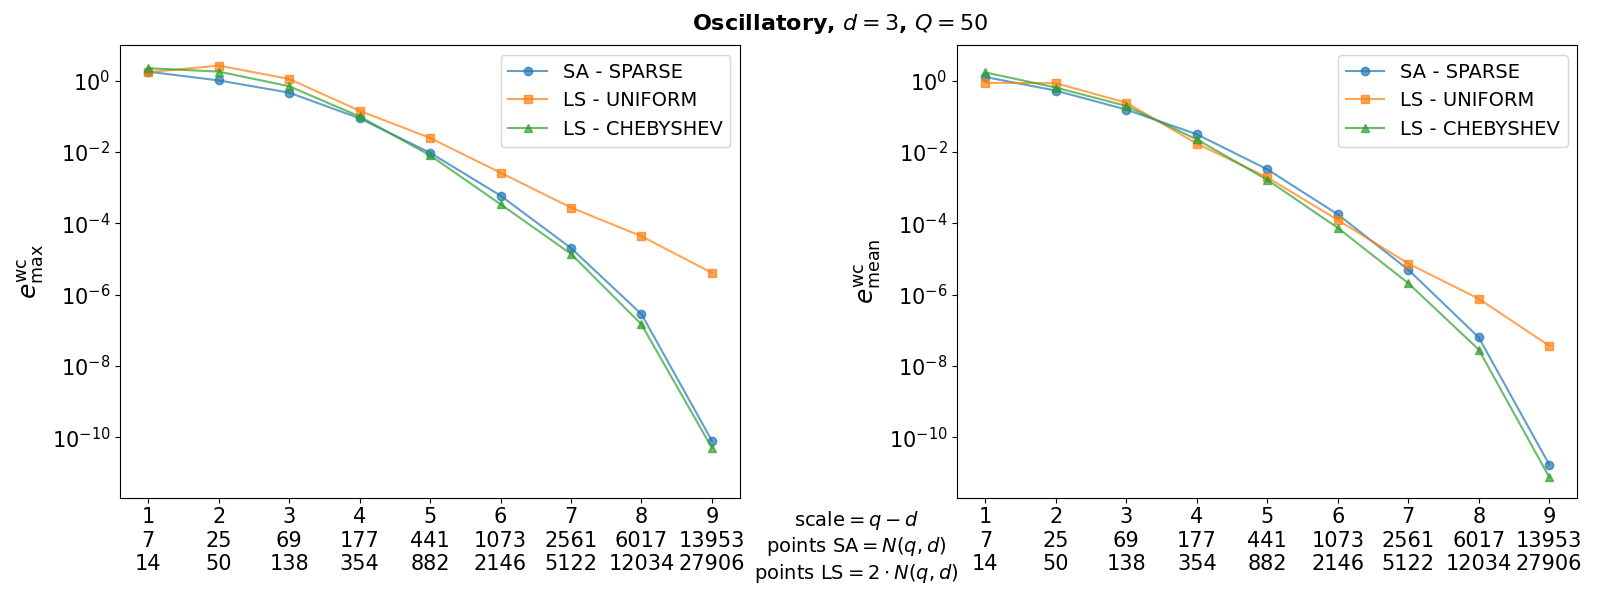 Oscillatory, d = 3, Q = 50
e^wc_max
10^0
10^−2
10^−4
10^−6
10^−8
10^−10
SA - SPARSE
LS - UNIFORM
LS - CHEBYSHEV
1 2 3 4 5 6 7 8 9
7 25 69 177 441 1073 2561 6017 13953
14 50 138 354 882 2146 5122 12034 27906
scale = q − d
points SA = N(q, d)
points LS = 2 · N(q, d)
e^wc_mean
10^0
10^−2
10^−4
10^−6
10^−8
10^−10
SA - SPARSE
LS - UNIFORM
LS - CHEBYSHEV
1 2 3 4 5 6 7 8 9
7 25 69 177 441 1073 2561 6017 13953
14 50 138 354 882 2146 5122 12034 27906